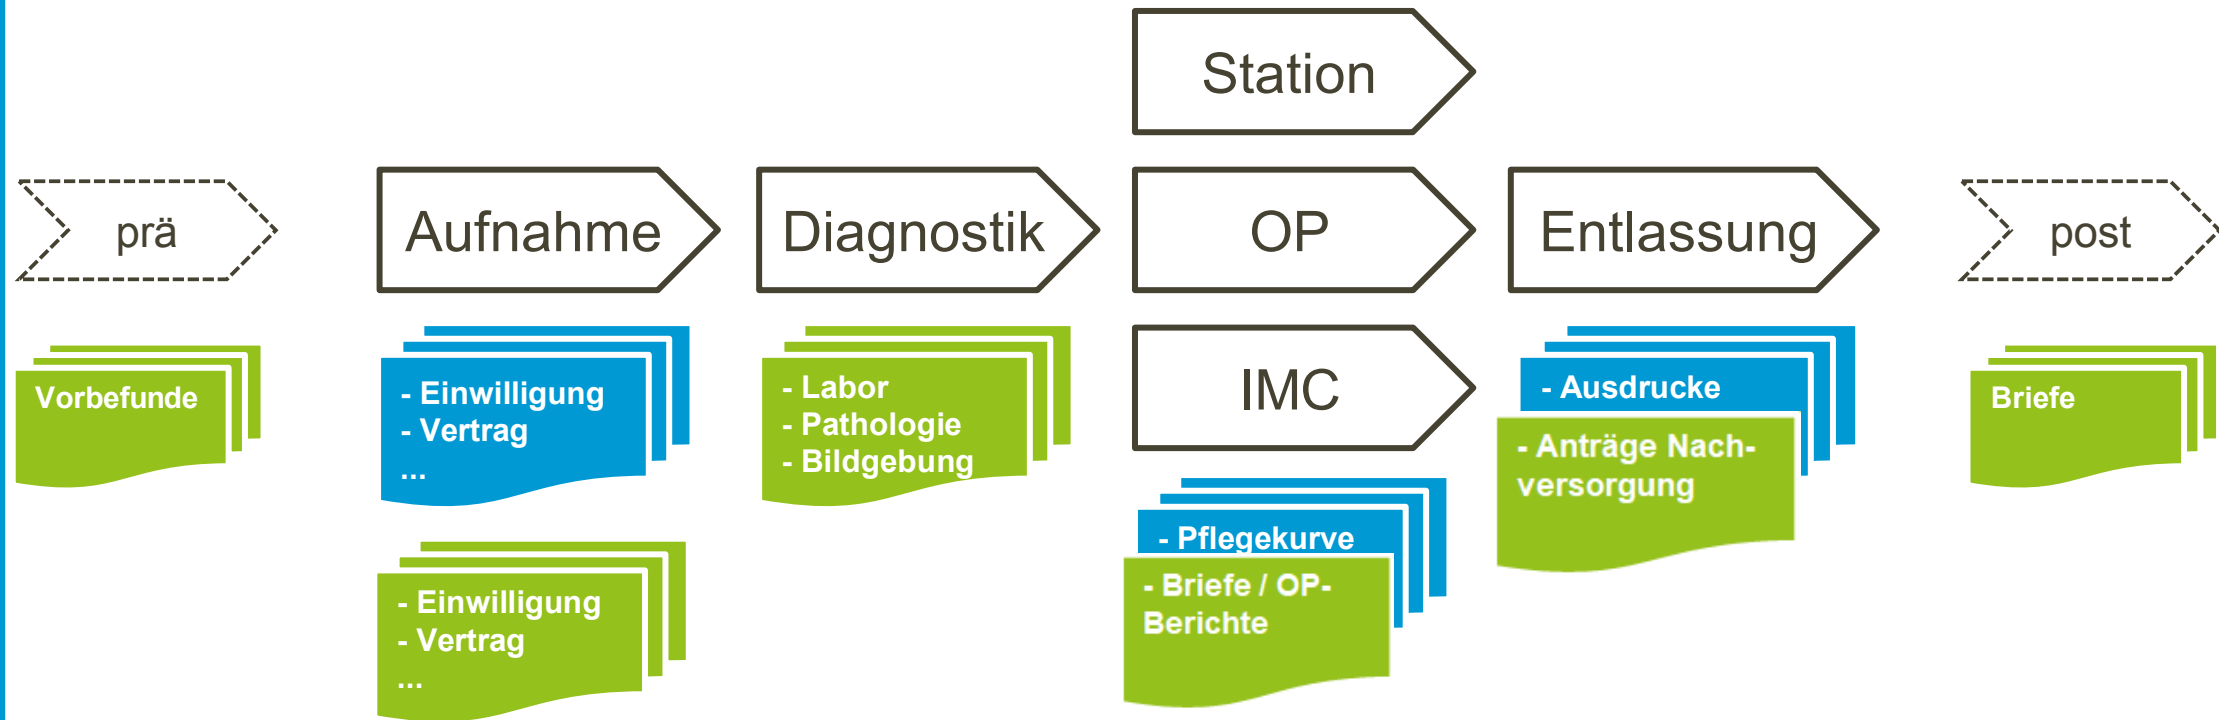 Station
prä
Aufnahme
Diagnostik
OP
Entlassung
post
IMC
Vorbefunde
- Einwilligung
- Vertrag
...
- Labor
- Pathologie
- Bildgebung
- Ausdrucke
- Anträge Nach-
versorgung
Briefe
- Pflegekurve
- Briefe / OP-
Berichte
- Einwilligung
- Vertrag
...